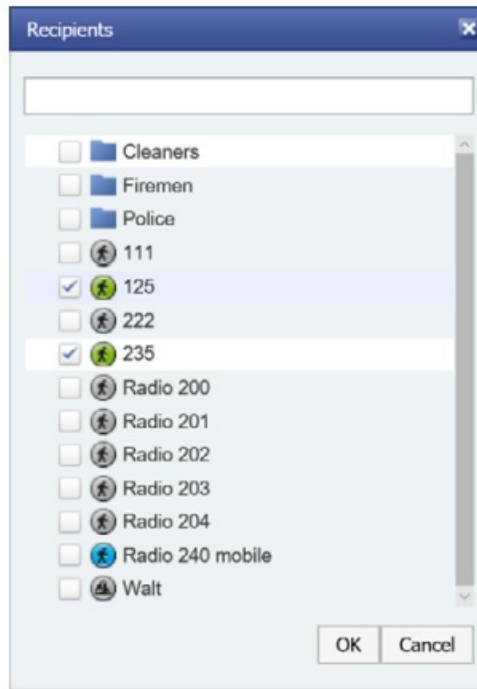 Recipients
Cleaners
Firemen
Police
111
125
222
235
Radio 200
Radio 201
Radio 202
Radio 203
Radio 204
Radio 240 mobile
Walt
OK Cancel